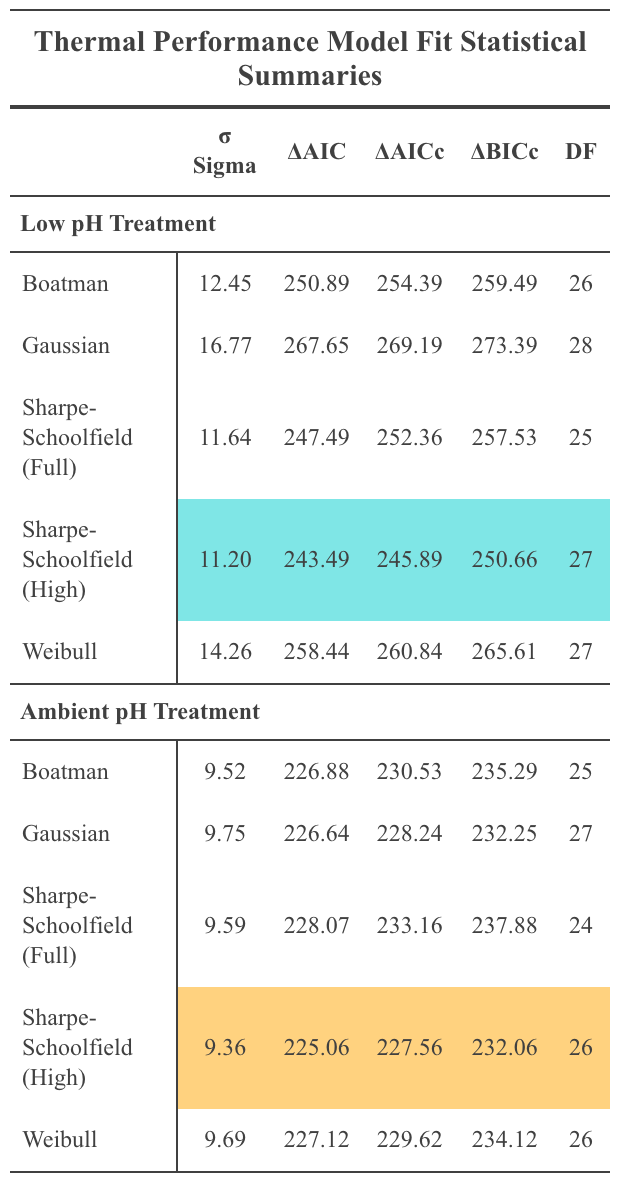 Thermal Performance Model Fit Statistical
Summaries
σ
Sigma ΔAIC ΔAICc ΔBICc DF
Low pH Treatment
Boatman 12.45 250.89 254.39 259.49 26
Gaussian 16.77 267.65 269.19 273.39 28
Sharpe-
Schoolfield 11.64 247.49 252.36 257.53 25
(Full)
Sharpe-
Schoolfield 11.20 243.49 245.89 250.66 27
(High)
Weibull 14.26 258.44 260.84 265.61 27
Ambient pH Treatment
Boatman 9.52 226.88 230.53 235.29 25
Gaussian 9.75 226.64 228.24 232.25 27
Sharpe-
Schoolfield 9.59 228.07 233.16 237.88 24
(Full)
Sharpe-
Schoolfield 9.36 225.06 227.56 232.06 26
(High)
Weibull 9.69 227.12 229.62 234.12 26